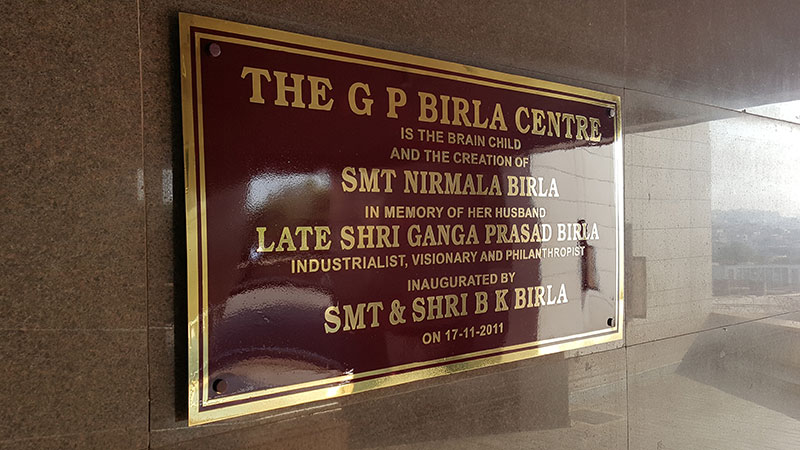 THE G P BIRLA CENTRE
IS THE BRAIN CHILD
AND THE CREATION OF
SMT NIRMALA BIRLA
IN MEMORY OF HER HUSBAND
LATE SHRI GANGA PRASAD BIRLA
INDUSTRIALIST, VISIONARY AND PHILANTHROPIST
INAUGURATED BY
SMT & SHRI B K BIRLA
ON 17-11-2011